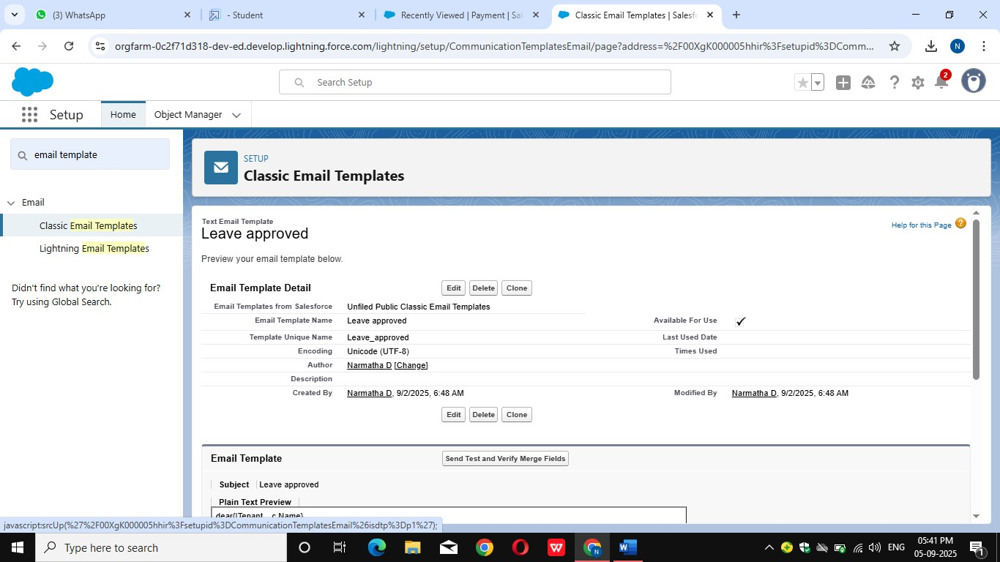 (3) WhatsApp
- Student
Recently Viewed | Payment | Sal
Classic Email Templates | Salesfo
orgfarm-0c2f71d318-dev-ed.develop.lightning.force.com/lightning/setup/CommunicationTemplatesEmail/page?address=%2F00XgK000005hhir%3Fsetupid%3DComm...
N
Search Setup
2
Setup
Home
Object Manager
email template
SETUP
Classic Email Templates
Email
Classic Email Templates
Lightning Email Templates
Didn't find what you're looking for?
Try using Global Search.
Text Email Template
Leave approved
Help for this Page
Preview your email template below.
Email Template Detail
Edit Delete Clone
Email Templates from Salesforce Unfiled Public Classic Email Templates
Email Template Name Leave approved Available For Use
Template Unique Name Leave_approved Last Used Date
Encoding Unicode (UTF-8) Times Used
Author Narmatha D [Change]
Description
Created By Narmatha D, 9/2/2025, 6:48 AM Modified By Narmatha D, 9/2/2025, 6:48 AM
Edit Delete Clone
Email Template Send Test and Verify Merge Fields
Subject Leave approved
Plain Text Preview
dear{!Tenant__c.Name}
javascript:srcUp(%27%2F00XgK000005hhir%3Fsetupid%3DCommunicationTemplatesEmail%26isdtp%3Dp1%27);
Type here to search
ENG
05:41 PM
05-09-2025
1